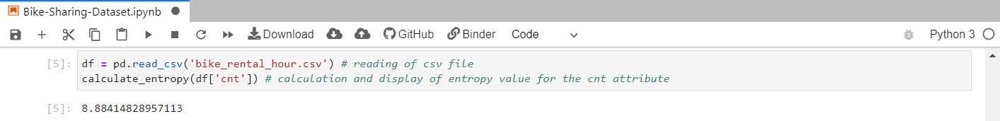 Bike-Sharing-Dataset.ipynb
Download GitHub Binder Code Python 3
[5]: df = pd.read_csv('bike_rental_hour.csv') # reading of csv file
calculate_entropy(df['cnt']) # calculation and display of entropy value for the cnt attribute
[5]: 8.88414828957113